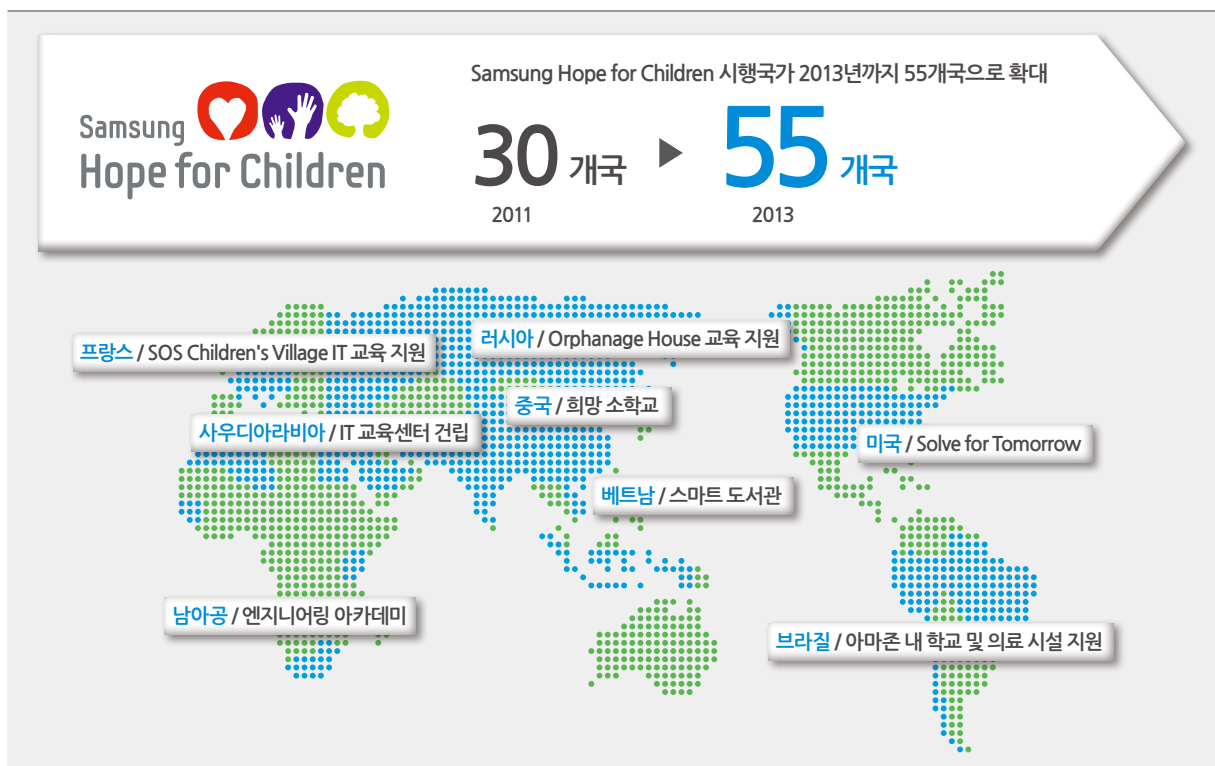 Samsung
Hope for Children
Samsung Hope for Children 시행국가 2013년까지 55개국으로 확대
30 개국 ▶ 55 개국
2011 2013
프랑스 / SOS Children's Village IT 교육 지원
러시아 / Orphanage House 교육 지원
중국 / 희망 소학교
사우디아라비아 / IT 교육센터 건립
미국 / Solve for Tomorrow
베트남 / 스마트 도서관
남아공 / 엔지니어링 아카데미
브라질 / 아마존 내 학교 및 의료 시설 지원